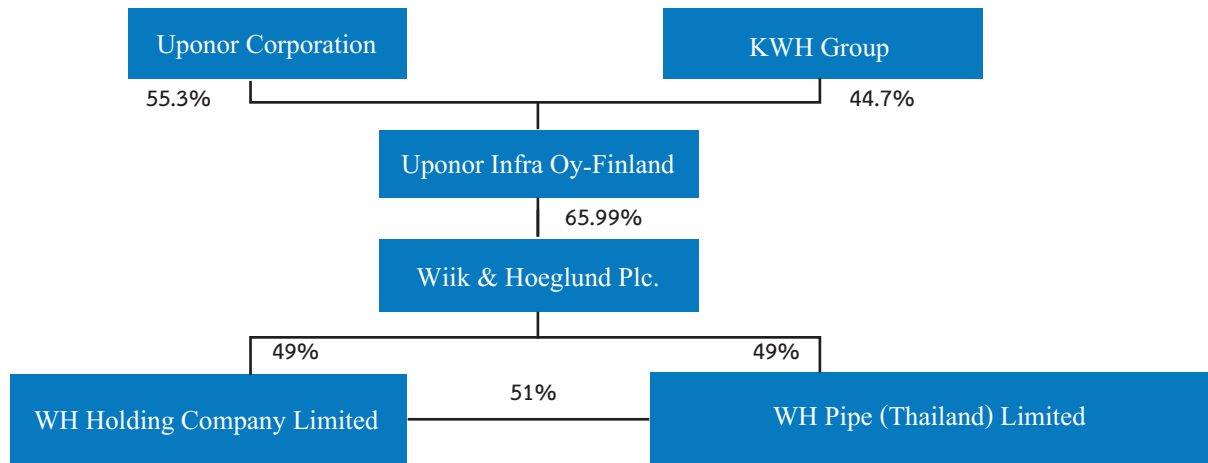 Uponor Corporation
KWH Group
55.3%
44.7%
Uponor Infra Oy-Finland
65.99%
Wiik & Hoeglund Plc.
49%
49%
51%
WH Holding Company Limited
WH Pipe (Thailand) Limited